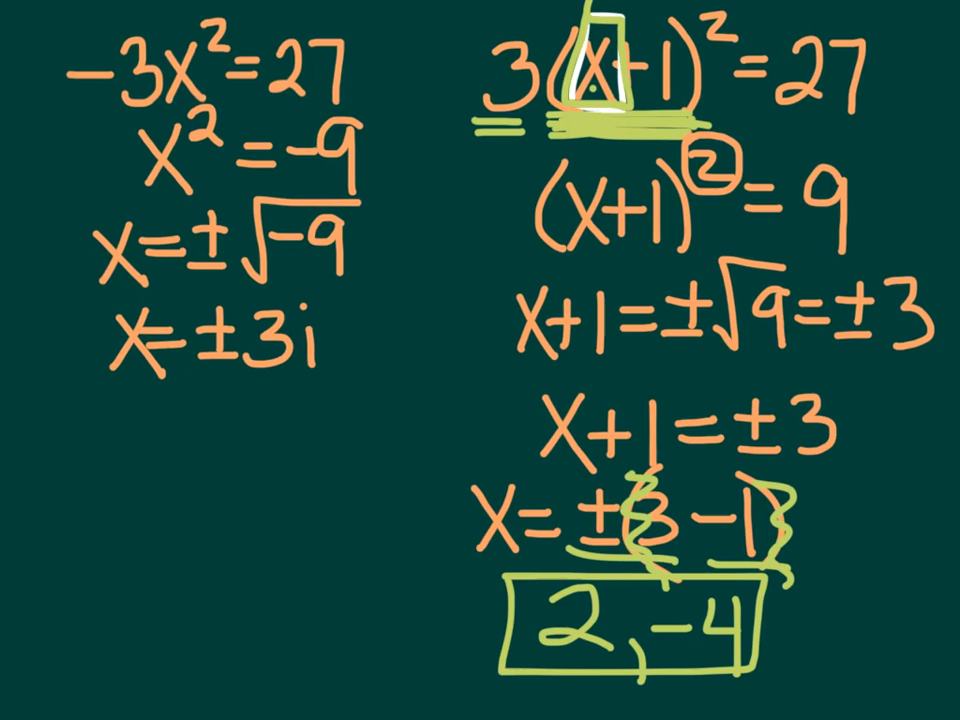 -3x²=27
x²=-9
x=±√-9
x=±3i
3(x+1)²=27
(x+1)²=9
x+1=±√9=±3
x+1=±3
x=±(3-1)
2,-4